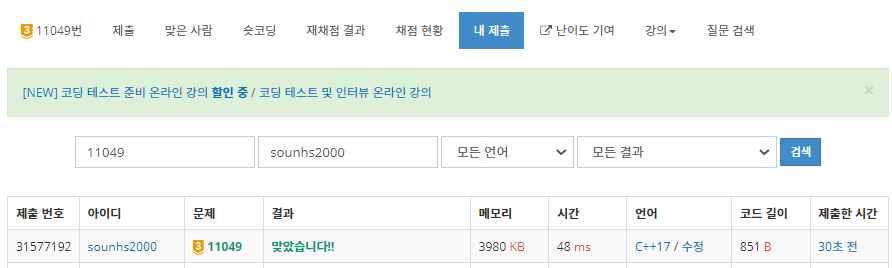 3 11049번 제출 맞은 사람 숏코딩 재채점 결과 채점 현황 내 제출 난이도 기여 강의 질문 검색
[NEW] 코딩 테스트 준비 온라인 강의 할인 중 / 코딩 테스트 및 인터뷰 온라인 강의 ×
11049 sounhs2000 모든 언어 모든 결과 검색
제출 번호 아이디 문제 결과 메모리 시간 언어 코드 길이 제출한 시간
31577192 sounhs2000 3 11049 맞았습니다!! 3980 KB 48 ms C++17 / 수정 851 B 30초 전